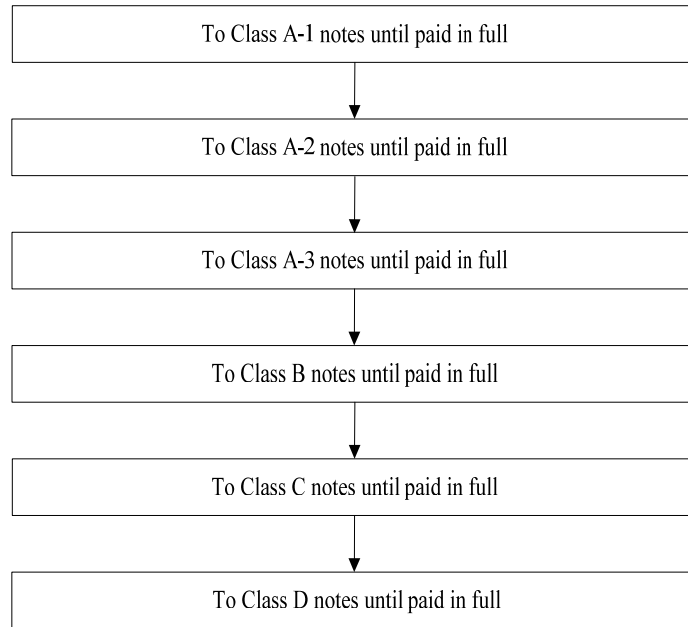 To Class A-1 notes until paid in full
To Class A-2 notes until paid in full
To Class A-3 notes until paid in full
To Class B notes until paid in full
To Class C notes until paid in full
To Class D notes until paid in full